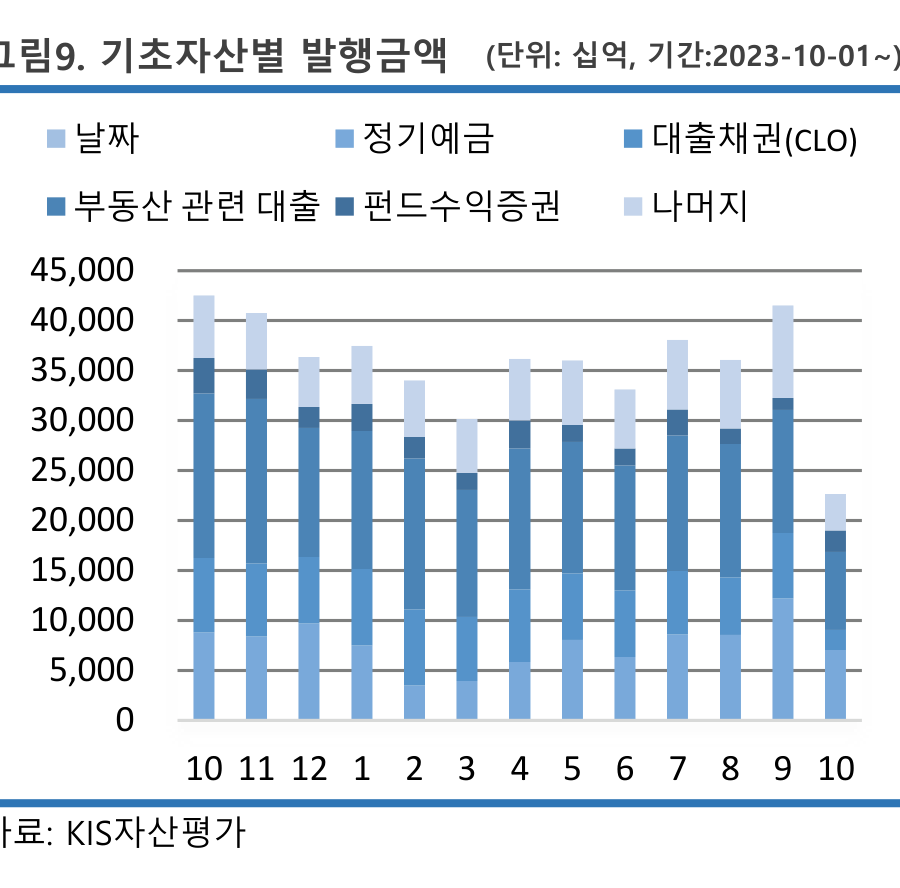 그림9. 기초자산별 발행금액 (단위: 십억, 기간:2023-10-01~)
날짜 정기예금 대출채권(CLO)
부동산 관련 대출 펀드수익증권 나머지
45,000
40,000
35,000
30,000
25,000
20,000
15,000
10,000
5,000
0
10 11 12 1 2 3 4 5 6 7 8 9 10
자료: KIS자산평가